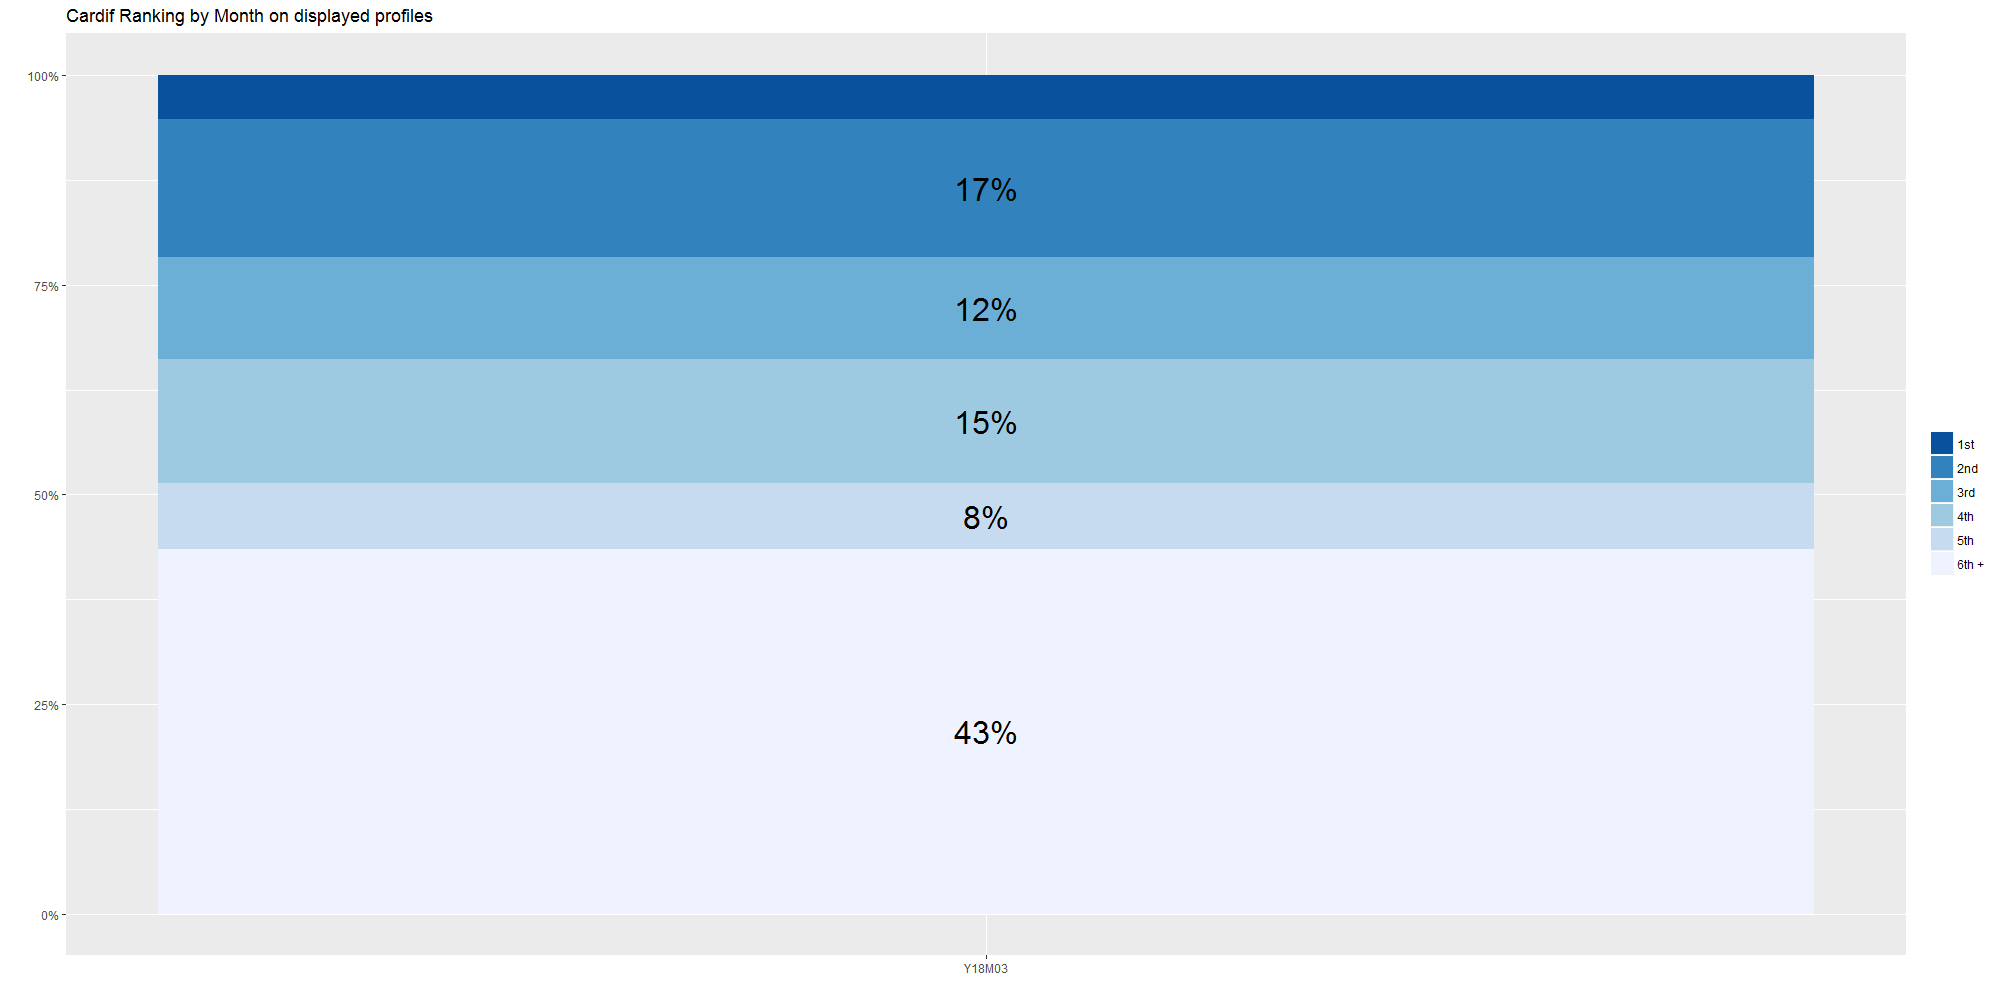 Cardif Ranking by Month on displayed profiles
100%
75%
50%
25%
0%
17%
12%
15%
8%
43%
Y18M03
1st
2nd
3rd
4th
5th
6th +